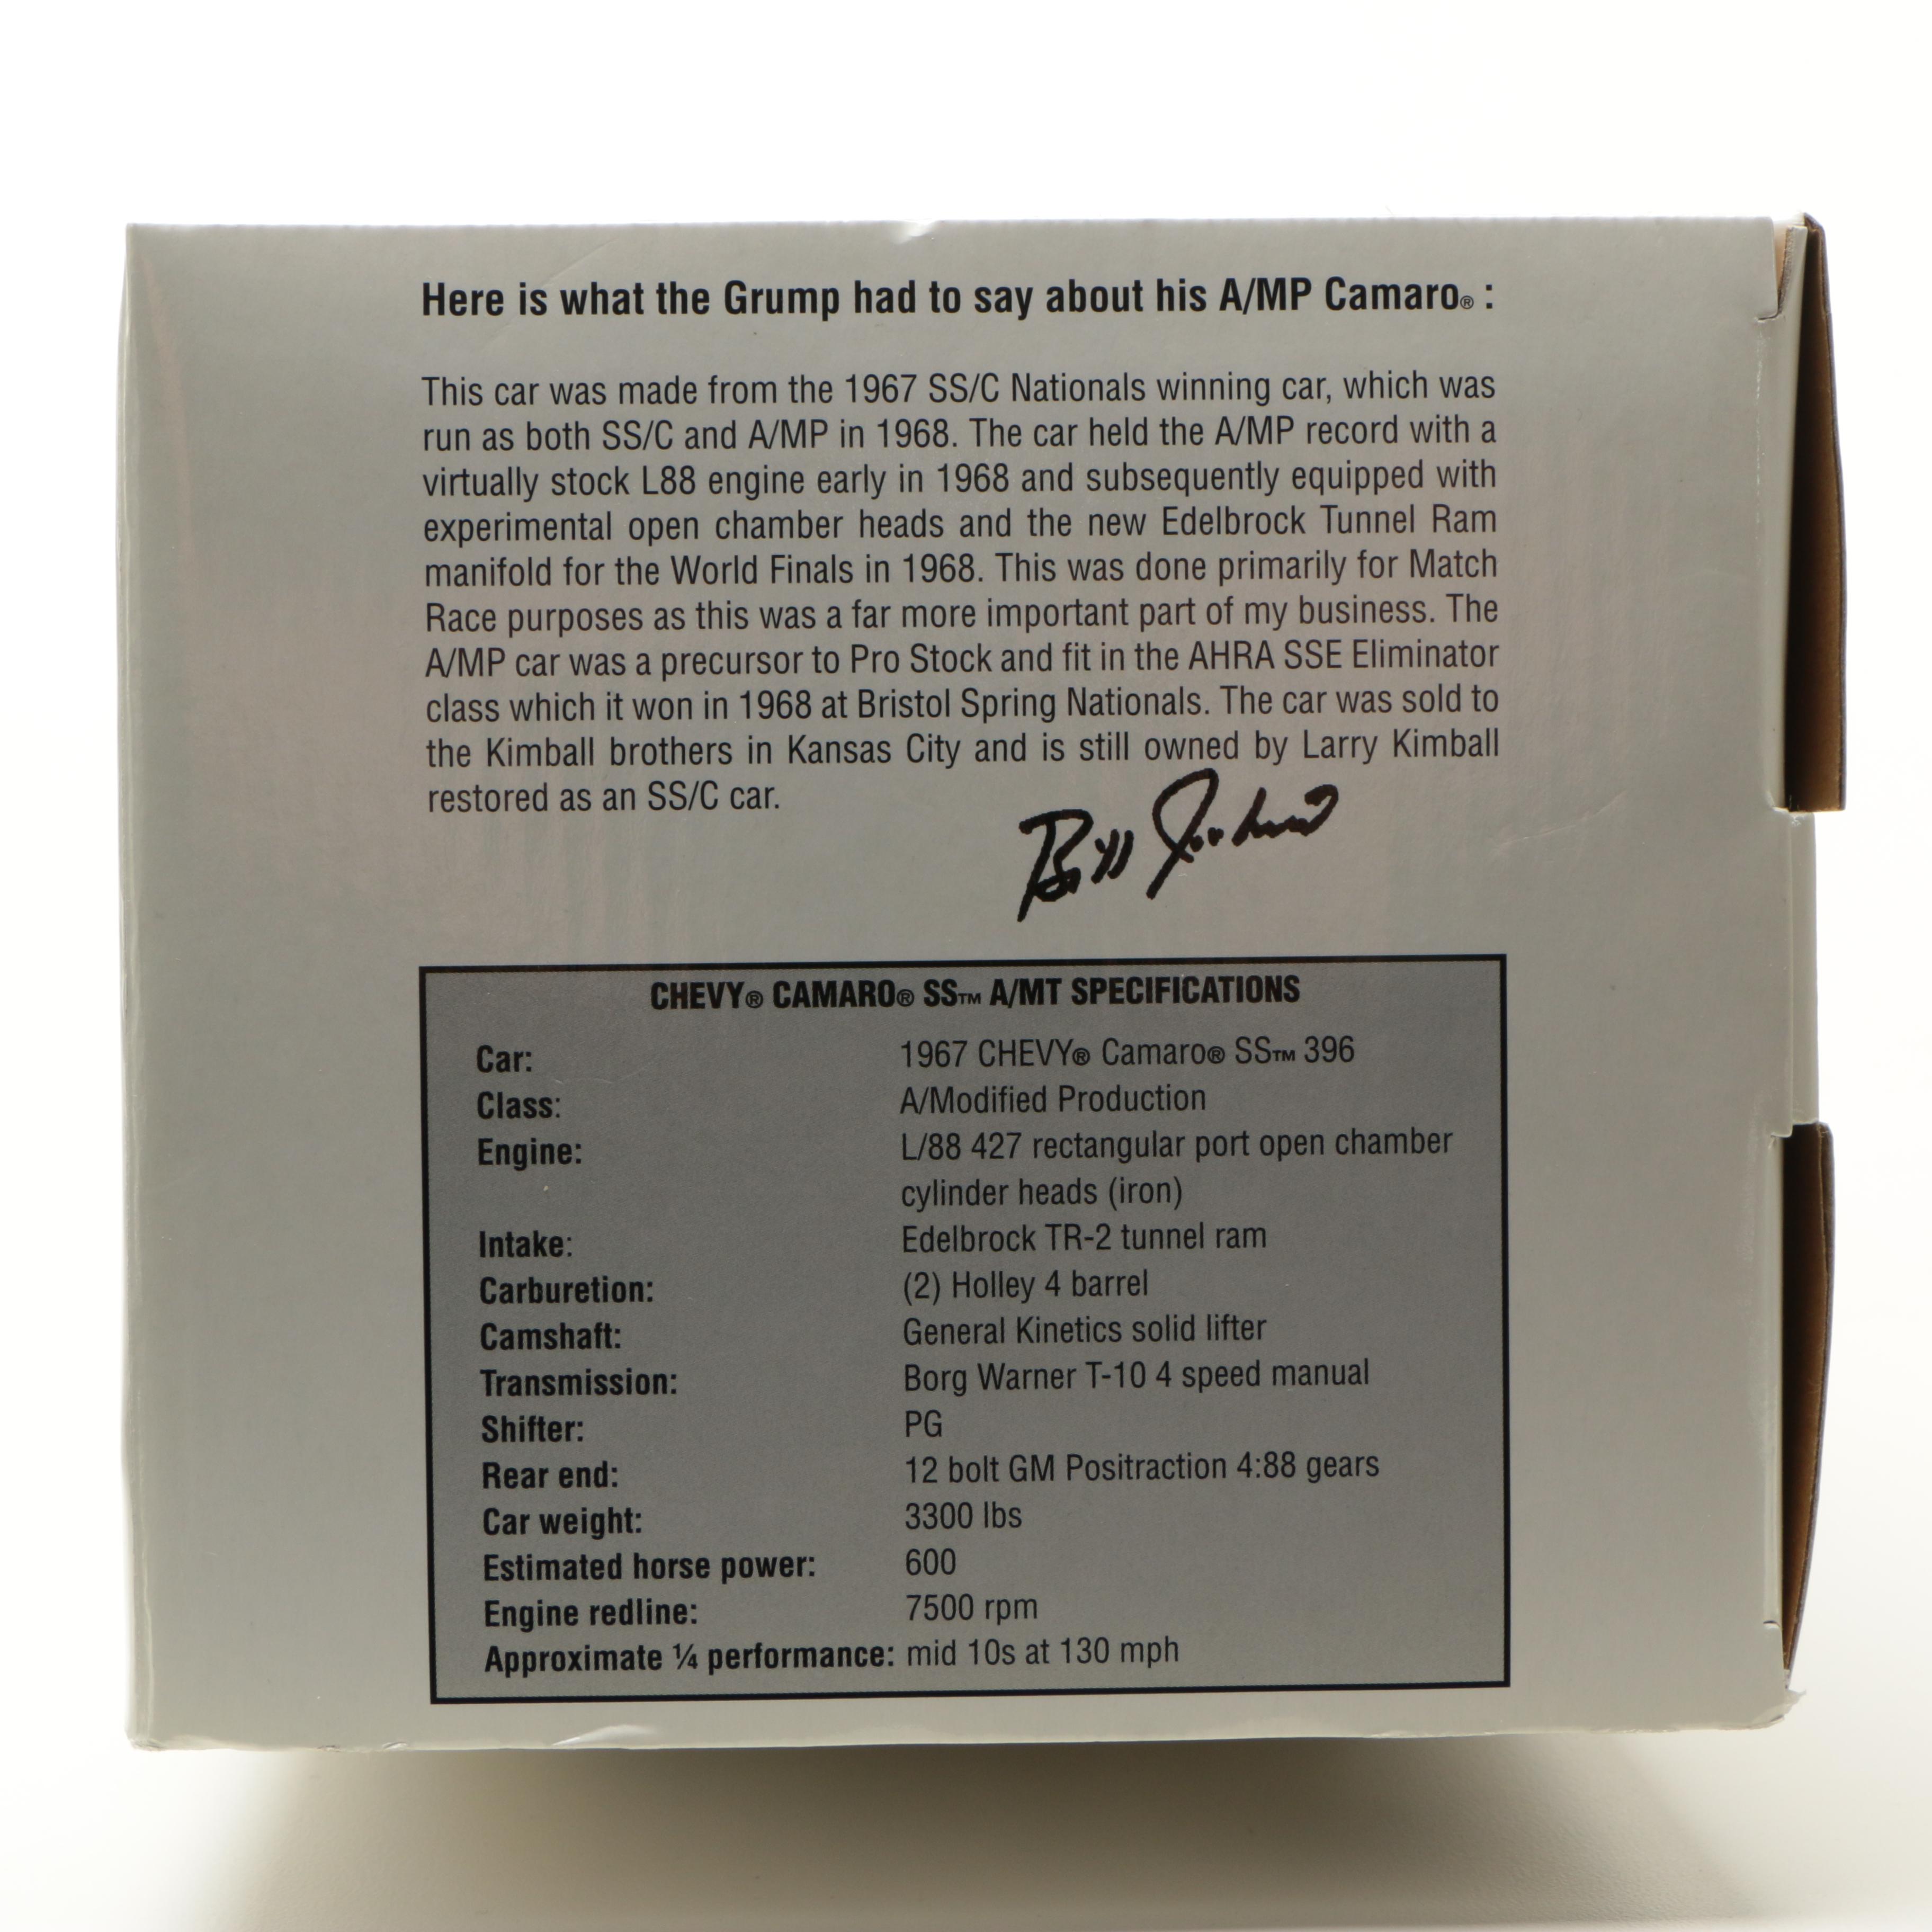 Here is what the Grump had to say about his A/MP Camaro® :
This car was made from the 1967 SS/C Nationals winning car, which was
run as both SS/C and A/MP in 1968. The car held the A/MP record with a
virtually stock L88 engine early in 1968 and subsequently equipped with
experimental open chamber heads and the new Edelbrock Tunnel Ram
manifold for the World Finals in 1968. This was done primarily for Match
Race purposes as this was a far more important part of my business. The
A/MP car was a precursor to Pro Stock and fit in the AHRA SSE Eliminator
class which it won in 1968 at Bristol Spring Nationals. The car was sold to
the Kimball brothers in Kansas City and is still owned by Larry Kimball
restored as an SS/C car.
Bill Jenkins
CHEVY® CAMARO® SS™ A/MT SPECIFICATIONS
Car: 1967 CHEVY® Camaro® SS™ 396
Class: A/Modified Production
Engine: L/88 427 rectangular port open chamber
cylinder heads (iron)
Intake: Edelbrock TR-2 tunnel ram
Carburetion: (2) Holley 4 barrel
Camshaft: General Kinetics solid lifter
Transmission: Borg Warner T-10 4 speed manual
Shifter: PG
Rear end: 12 bolt GM Positraction 4:88 gears
Car weight: 3300 lbs
Estimated horse power: 600
Engine redline: 7500 rpm
Approximate ¼ performance: mid 10s at 130 mph